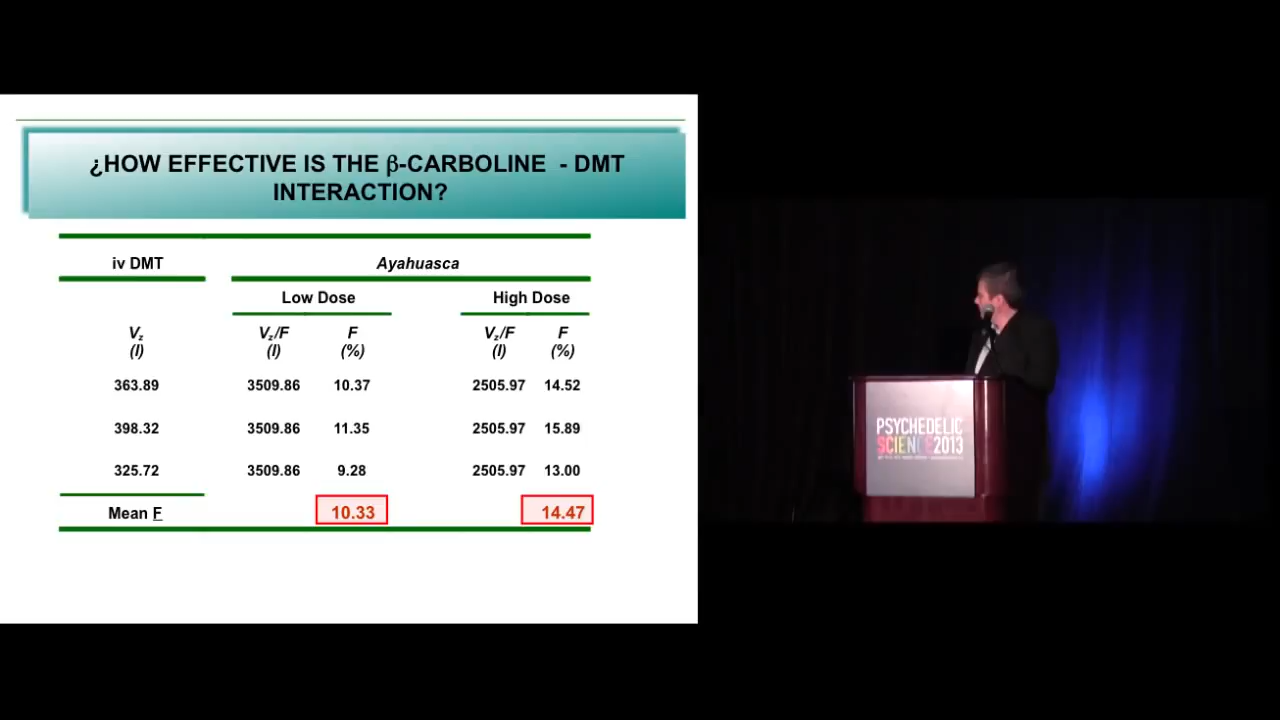 ¿HOW EFFECTIVE IS THE β-CARBOLINE - DMT
INTERACTION?
iv DMT Ayahuasca
Low Dose High Dose
Vz Vz/F F Vz/F F
(l) (l) (%) (l) (%)
363.89 3509.86 10.37 2505.97 14.52
398.32 3509.86 11.35 2505.97 15.89
325.72 3509.86 9.28 2505.97 13.00
Mean F 10.33 14.47
PSYCHEDELIC
SCIENCE2013